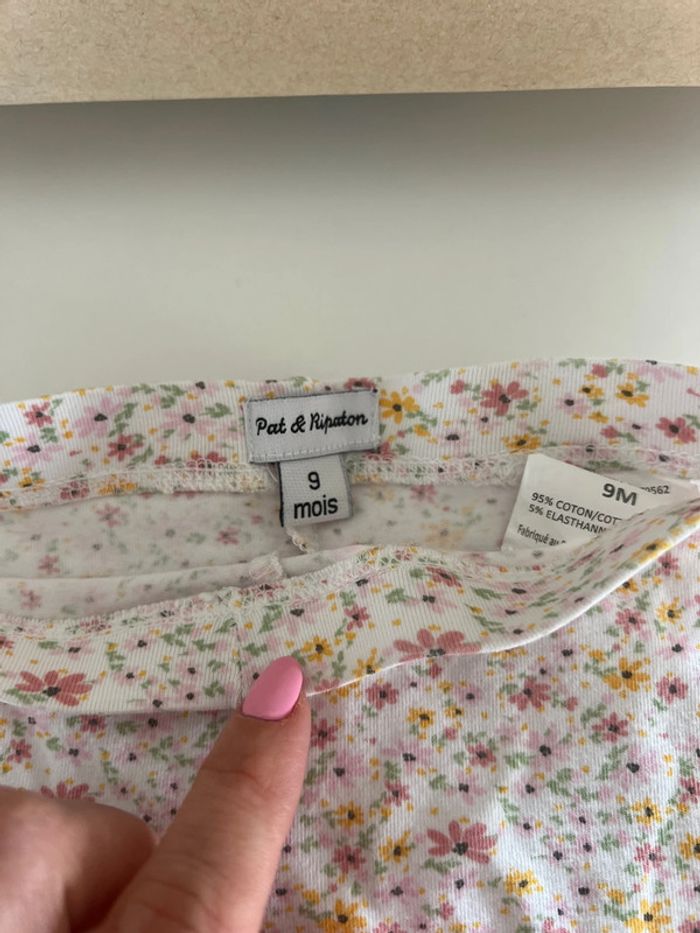 Pat & Ripaton
9
mois
9M
95% COTON/COT
5% ELASTHANN
Fabriqué au